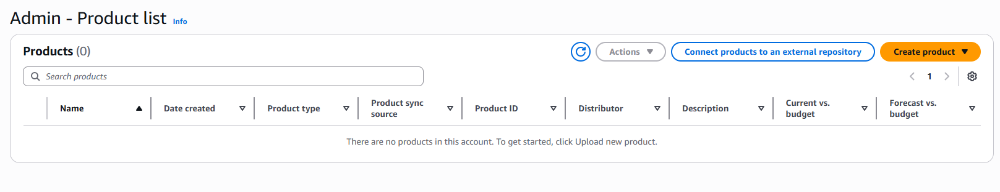 Admin - Product list Info
Products (0)
Actions
Connect products to an external repository
Create product
Search products
1
Name
Date created
Product type
Product sync
source
Product ID
Distributor
Description
Current vs.
budget
Forecast vs.
budget
There are no products in this account. To get started, click Upload new product.